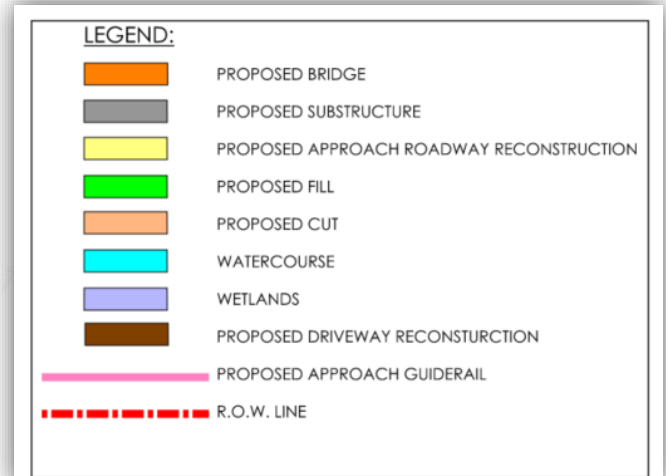 LEGEND:
PROPOSED BRIDGE
PROPOSED SUBSTRUCTURE
PROPOSED APPROACH ROADWAY RECONSTRUCTION
PROPOSED FILL
PROPOSED CUT
WATERCOURSE
WETLANDS
PROPOSED DRIVEWAY RECONSTURCTION
PROPOSED APPROACH GUIDERAIL
R.O.W. LINE